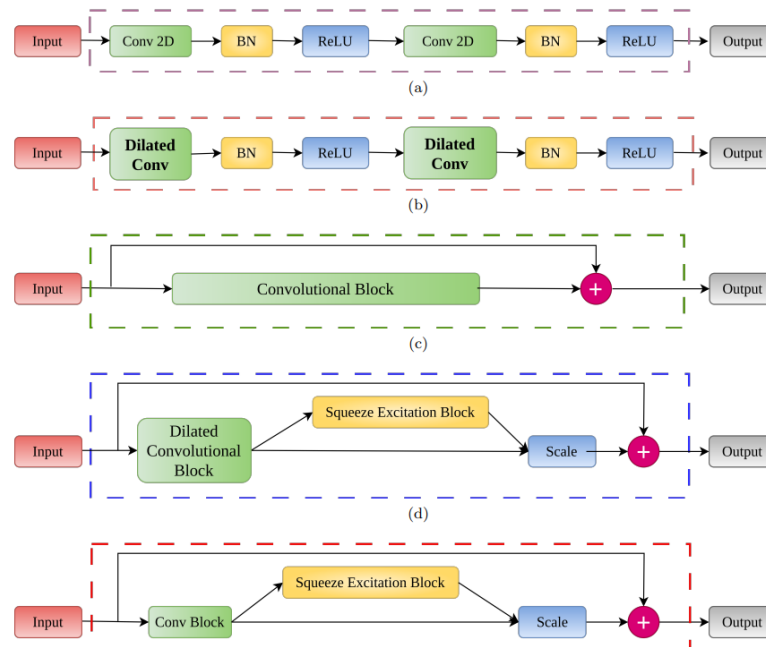 Input Conv 2D BN ReLU Conv 2D BN ReLU Output
(a)
Input Dilated Conv BN ReLU Dilated Conv BN ReLU Output
(b)
Input Convolutional Block + Output
(c)
Squeeze Excitation Block
Input Dilated Convolutional Block Scale + Output
(d)
Squeeze Excitation Block
Input Conv Block Scale + Output